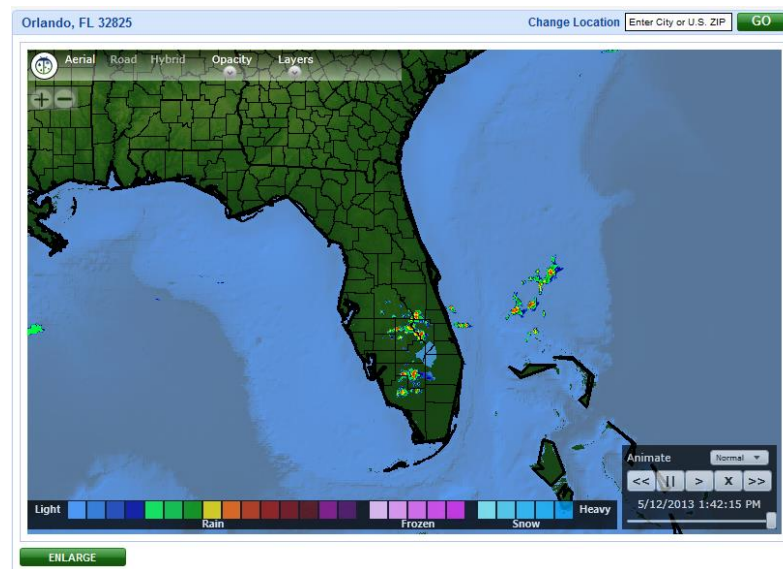 Orlando, FL 32825
Change Location Enter City or U.S. ZIP GO
Aerial Road Hybrid Opacity Layers
+ −
Animate Normal
<< || > X >>
5/12/2013 1:42:15 PM
Light Heavy
Rain Frozen Snow
ENLARGE